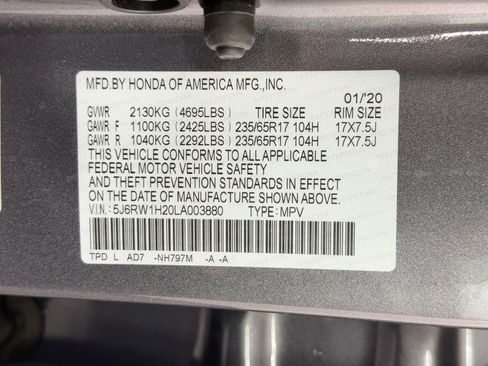 MFD.BY HONDA OF AMERICA MFG.,INC.
01/'20
GVWR 2130KG (4695LBS) TIRE SIZE RIM SIZE
GAWR F 1100KG (2425LBS) 235/65R17 104H 17X7.5J
GAWR R 1040KG (2292LBS) 235/65R17 104H 17X7.5J
THIS VEHICLE CONFORMS TO ALL APPLICABLE
FEDERAL MOTOR VEHICLE SAFETY
AND THEFT PREVENTION STANDARDS IN EFFECT
ON THE DATE OF MANUFACTURE SHOWN ABOVE.
V.I.N.: 5J6RW1H20LA003880 TYPE: MPV
TPD L AD7 -NH797M -A -A